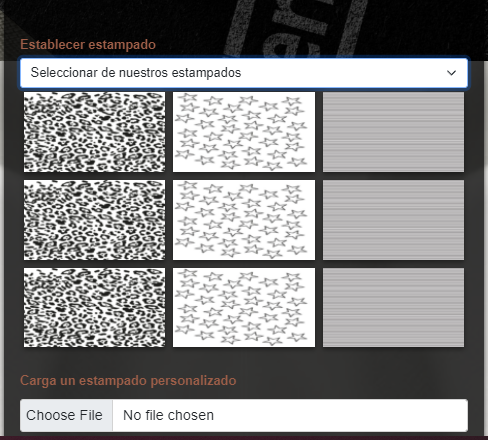 Establecer estampado
Seleccionar de nuestros estampados
Carga un estampado personalizado
Choose File No file chosen